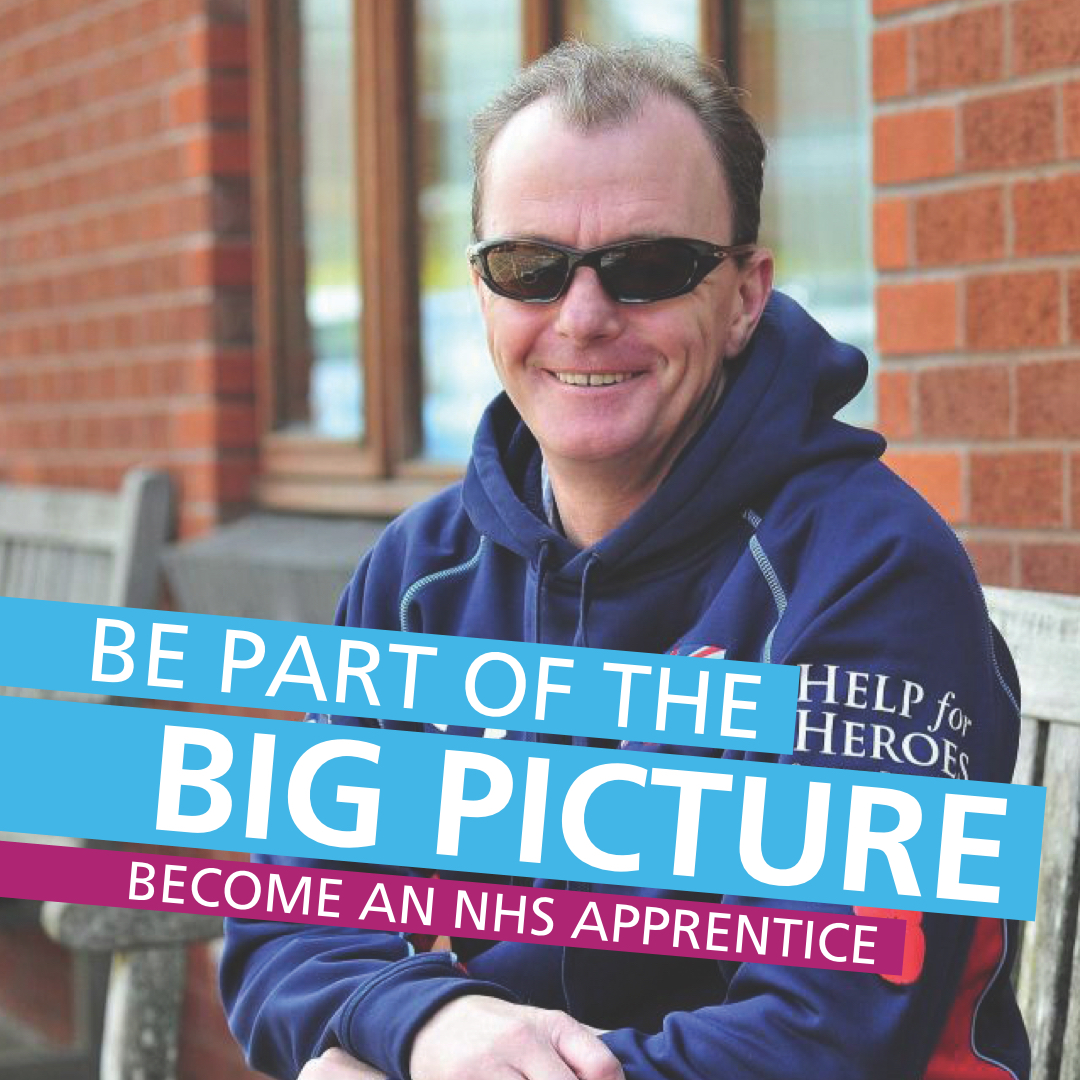 BE PART OF THE
HELP for
HEROES
BIG PICTURE
BECOME AN NHS APPRENTICE